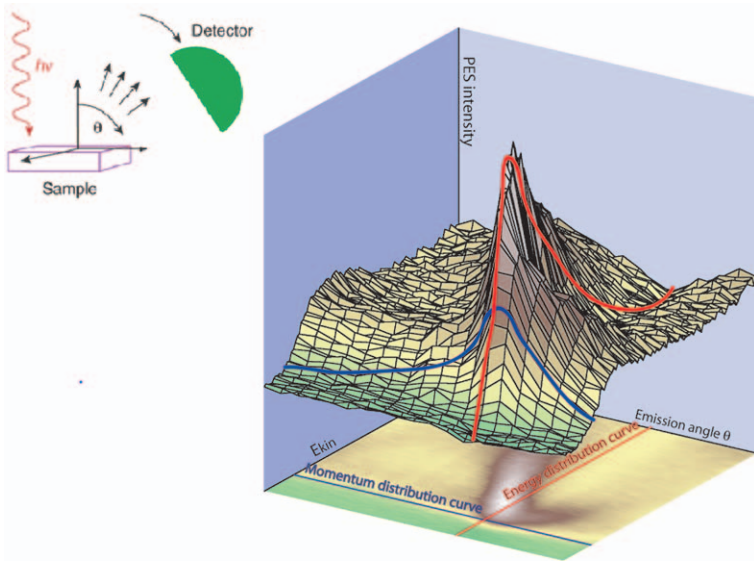 Detector
hν
θ
Sample
PES intensity
Emission angle θ
Ekin
Energy distribution curve
Momentum distribution curve